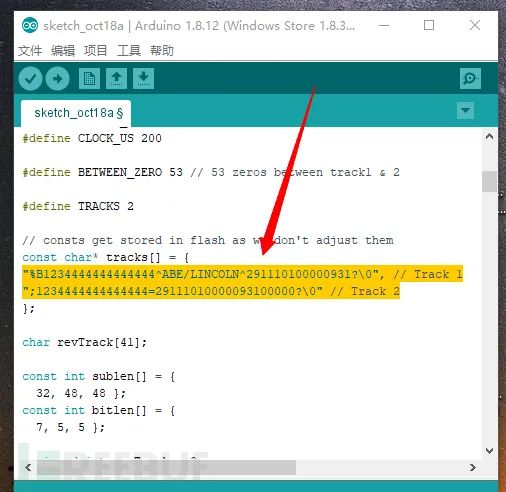 sketch_oct18a | Arduino 1.8.12 (Windows Store 1.8.3...
文件 编辑 项目 工具 帮助
sketch_oct18a §
#define CLOCK_US 200
#define BETWEEN_ZERO 53 // 53 zeros between track1 & 2
#define TRACKS 2
// consts get stored in flash as we don't adjust them
const char* tracks[] = {
"%B1234444444444444^ABE/LINCOLN^291110100000931?\0", // Track 1
";1234444444444444=29111010000093100000?\0" // Track 2
};
char revTrack[41];
const int sublen[] = {
32, 48, 48 };
const int bitlen[] = {
7, 5, 5 };
FREEBUF